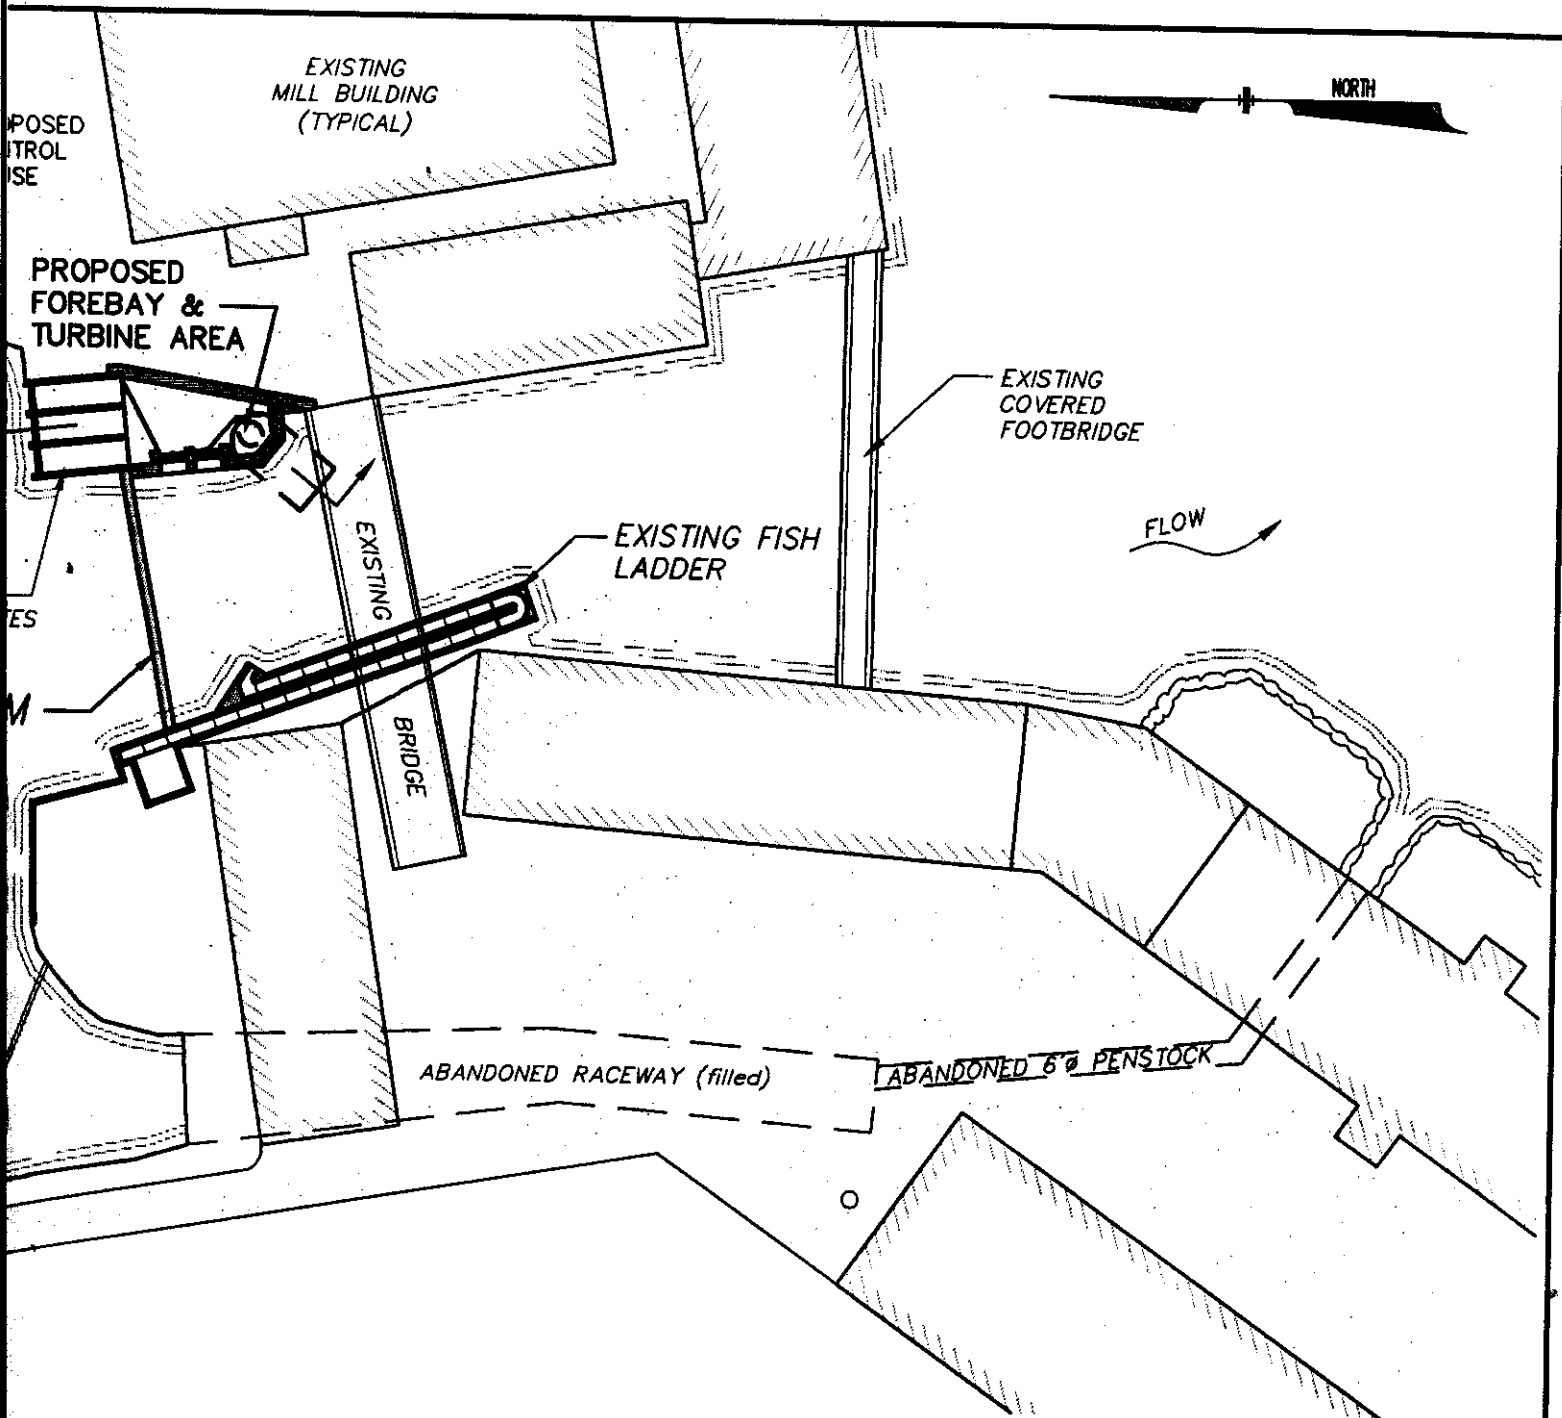 EXISTING
MILL BUILDING
(TYPICAL)
NORTH
POSED
TROL
SE
PROPOSED
FOREBAY &
TURBINE AREA
EXISTING
COVERED
FOOTBRIDGE
FLOW
EXISTING FISH
LADDER
EXISTING
BRIDGE
TES
M
ABANDONED RACEWAY (filled)
ABANDONED 6'Ø PENSTOCK